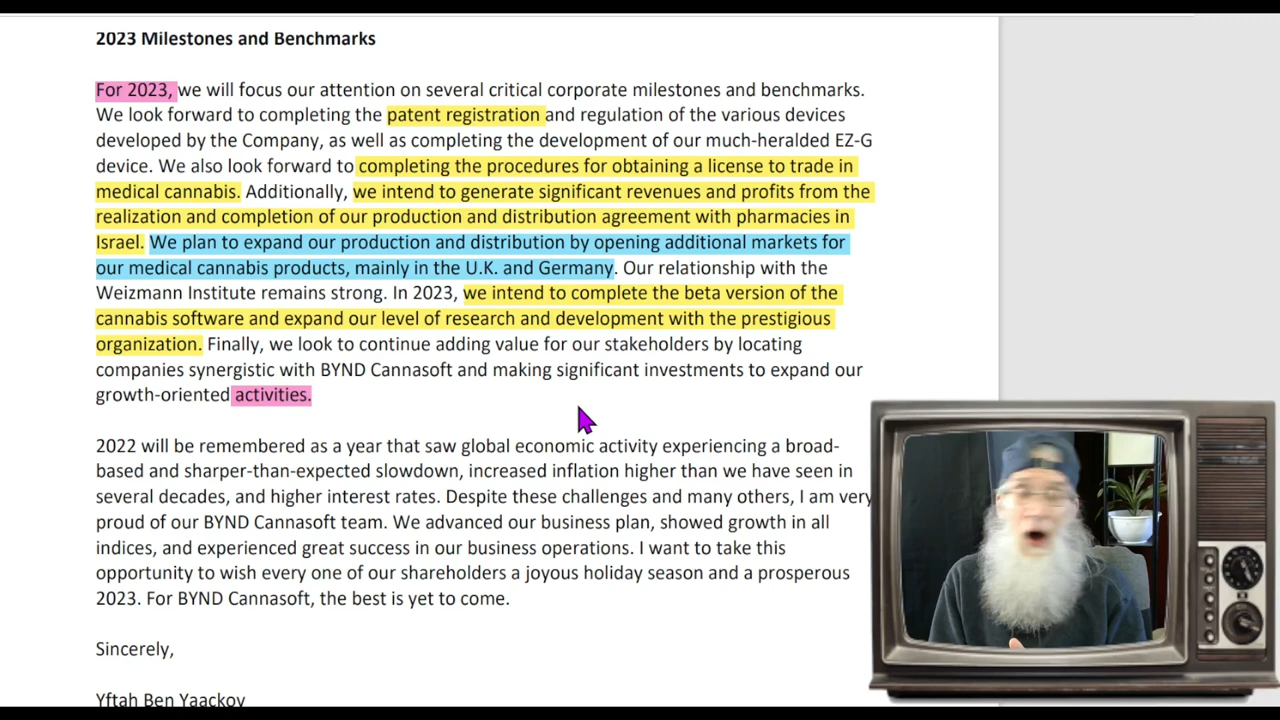 2023 Milestones and Benchmarks
For 2023, we will focus our attention on several critical corporate milestones and benchmarks.
We look forward to completing the patent registration and regulation of the various devices
developed by the Company, as well as completing the development of our much-heralded EZ-G
device. We also look forward to completing the procedures for obtaining a license to trade in
medical cannabis. Additionally, we intend to generate significant revenues and profits from the
realization and completion of our production and distribution agreement with pharmacies in
Israel. We plan to expand our production and distribution by opening additional markets for
our medical cannabis products, mainly in the U.K. and Germany. Our relationship with the
Weizmann Institute remains strong. In 2023, we intend to complete the beta version of the
cannabis software and expand our level of research and development with the prestigious
organization. Finally, we look to continue adding value for our stakeholders by locating
companies synergistic with BYND Cannasoft and making significant investments to expand our
growth-oriented activities.
2022 will be remembered as a year that saw global economic activity experiencing a broad-
based and sharper-than-expected slowdown, increased inflation higher than we have seen in
several decades, and higher interest rates. Despite these challenges and many others, I am very
proud of our BYND Cannasoft team. We advanced our business plan, showed growth in all
indices, and experienced great success in our business operations. I want to take this
opportunity to wish every one of our shareholders a joyous holiday season and a prosperous
2023. For BYND Cannasoft, the best is yet to come.
Sincerely,
Yftah Ben Yaackov